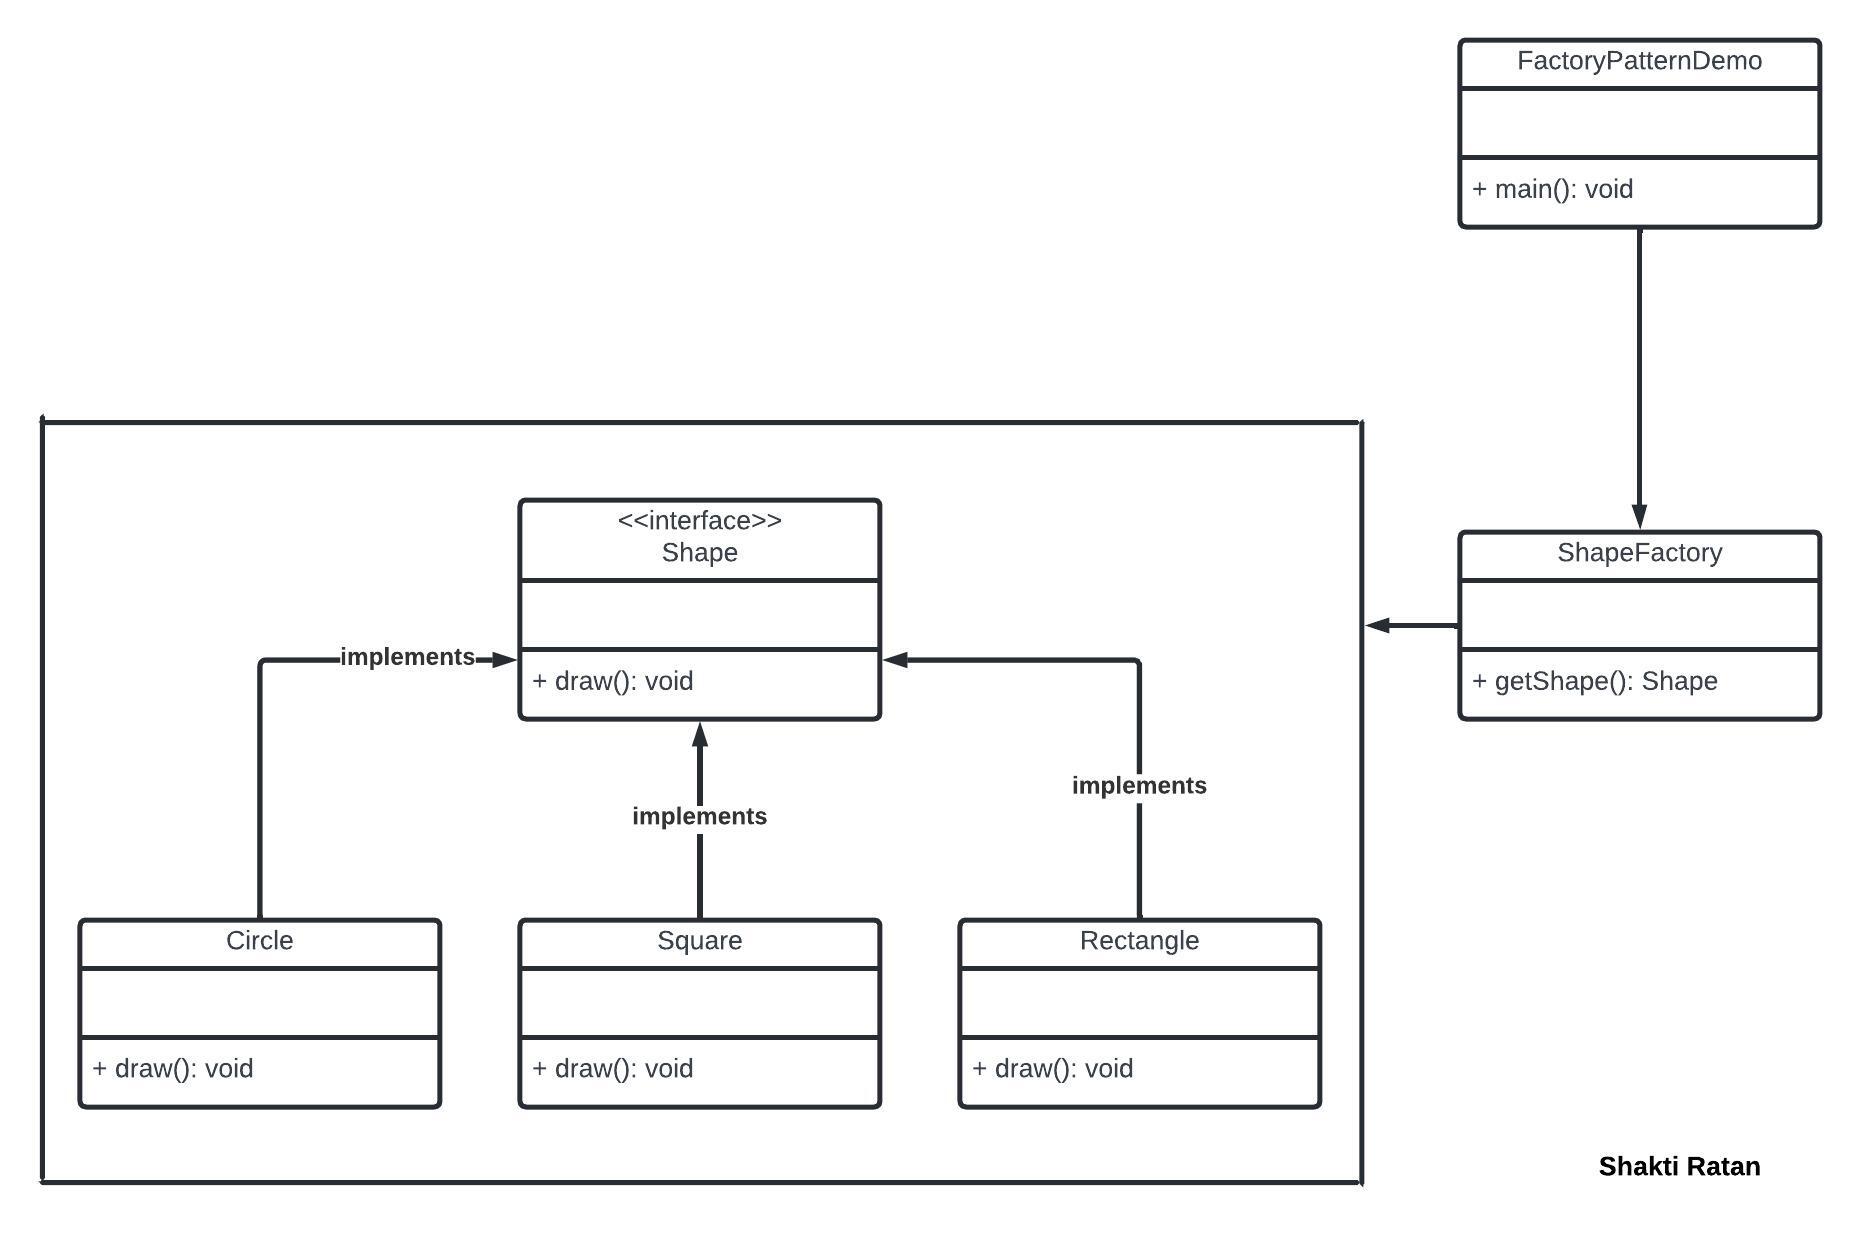 FactoryPatternDemo
+ main(): void
<<interface>>
Shape
+ draw(): void
ShapeFactory
+ getShape(): Shape
implements
implements
implements
Circle
+ draw(): void
Square
+ draw(): void
Rectangle
+ draw(): void
Shakti Ratan